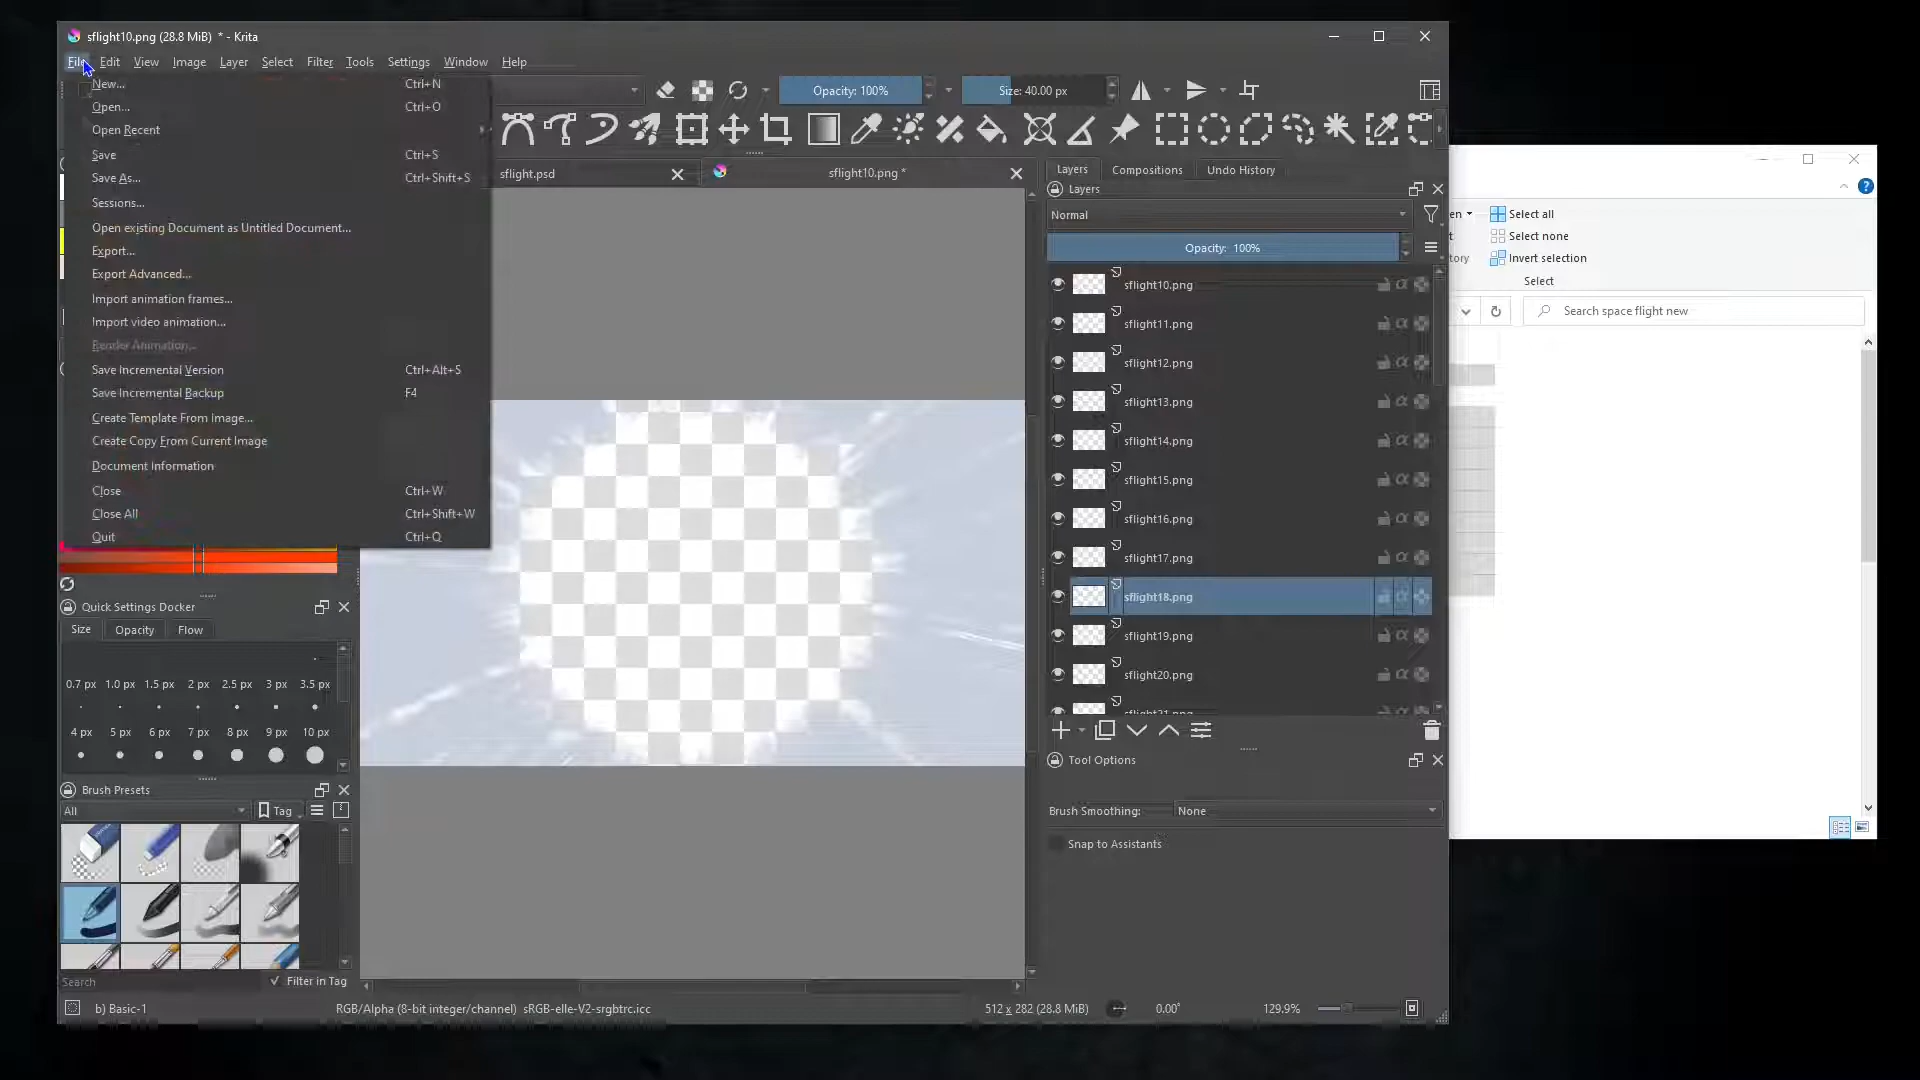 sflight10.png (28.8 MiB) * - Krita
File Edit View Image Layer Select Filter Tools Settings Window Help
Opacity: 100%
Size: 40.00 px
New... Ctrl+N
Open... Ctrl+O
Open Recent
Save Ctrl+S
Save As... Ctrl+Shift+S
Sessions...
Open existing Document as Untitled Document...
Export...
Export Advanced...
Import animation frames...
Import video animation...
Render Animation...
Save Incremental Version Ctrl+Alt+S
Save Incremental Backup F4
Create Template From Image...
Create Copy From Current Image
Document Information
Close Ctrl+W
Close All Ctrl+Shift+W
Quit Ctrl+Q
sflight.psd
sflight10.png *
Layers Compositions Undo History
Layers
Normal
Opacity: 100%
sflight10.png
sflight11.png
sflight12.png
sflight13.png
sflight14.png
sflight15.png
sflight16.png
sflight17.png
sflight18.png
sflight19.png
sflight20.png
sflight21.png
Tool Options
Brush Smoothing: None
Snap to Assistants
Quick Settings Docker
Size Opacity Flow
0.7 px 1.0 px 1.5 px 2 px 2.5 px 3 px 3.5 px
4 px 5 px 6 px 7 px 8 px 9 px 10 px
Brush Presets
All
Tag
Search
Filter in Tag
b) Basic-1
RGB/Alpha (8-bit integer/channel) sRGB-elle-V2-srgbtrc.icc
512 x 282 (28.8 MiB)
0.00°
129.9%
Select all
Select none
Invert selection
Select
Search space flight new